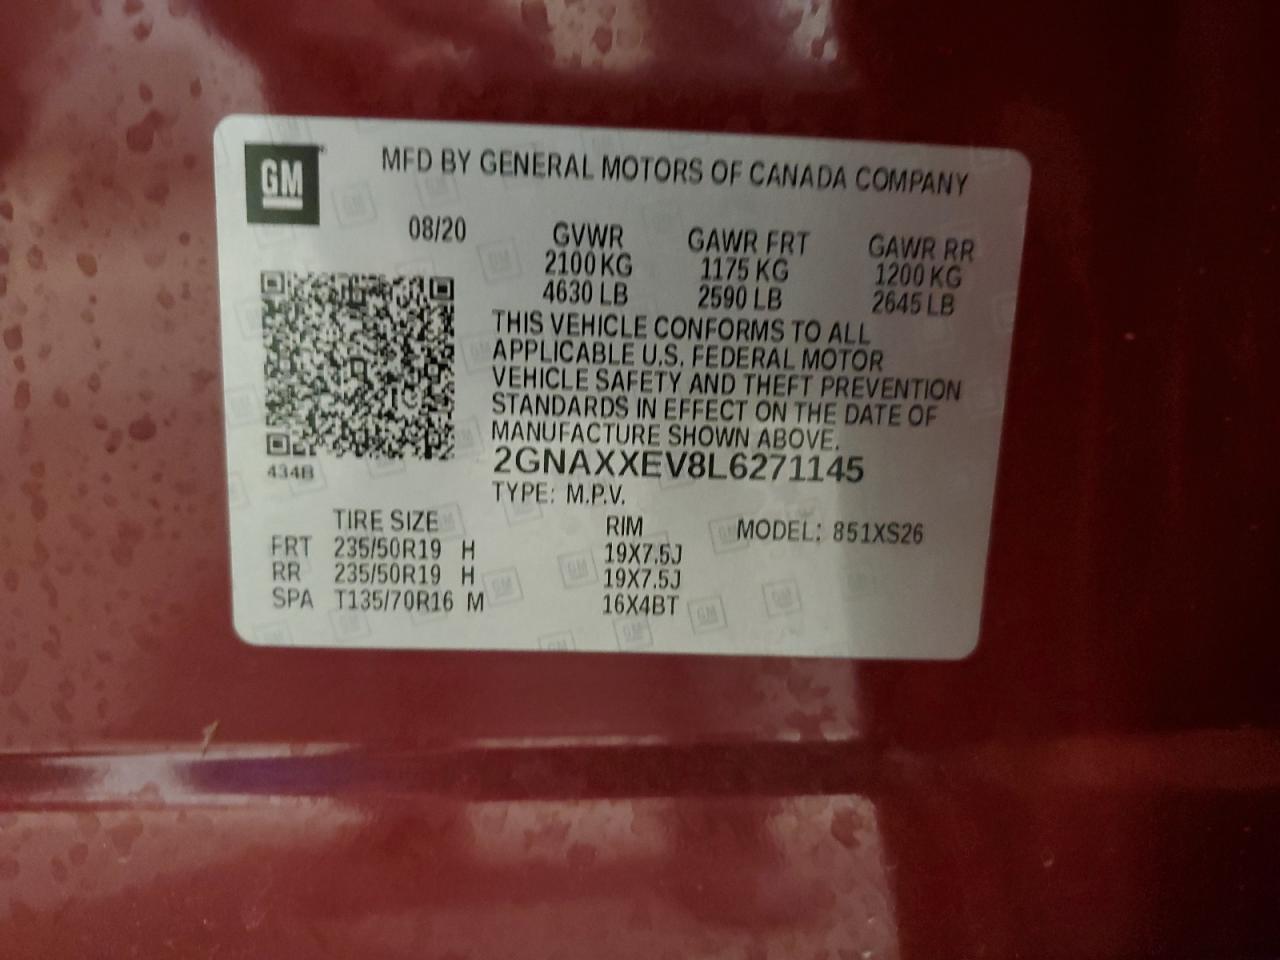 GM
MFD BY GENERAL MOTORS OF CANADA COMPANY
08/20 GVWR GAWR FRT GAWR RR
2100 KG 1175 KG 1200 KG
4630 LB 2590 LB 2645 LB
THIS VEHICLE CONFORMS TO ALL
APPLICABLE U.S. FEDERAL MOTOR
VEHICLE SAFETY AND THEFT PREVENTION
STANDARDS IN EFFECT ON THE DATE OF
MANUFACTURE SHOWN ABOVE.
434B
2GNAXXEV8L6271145
TYPE: M.P.V.
TIRE SIZE RIM MODEL: 851XS26
FRT 235/50R19 H 19X7.5J
RR 235/50R19 H 19X7.5J
SPA T135/70R16 M 16X4BT